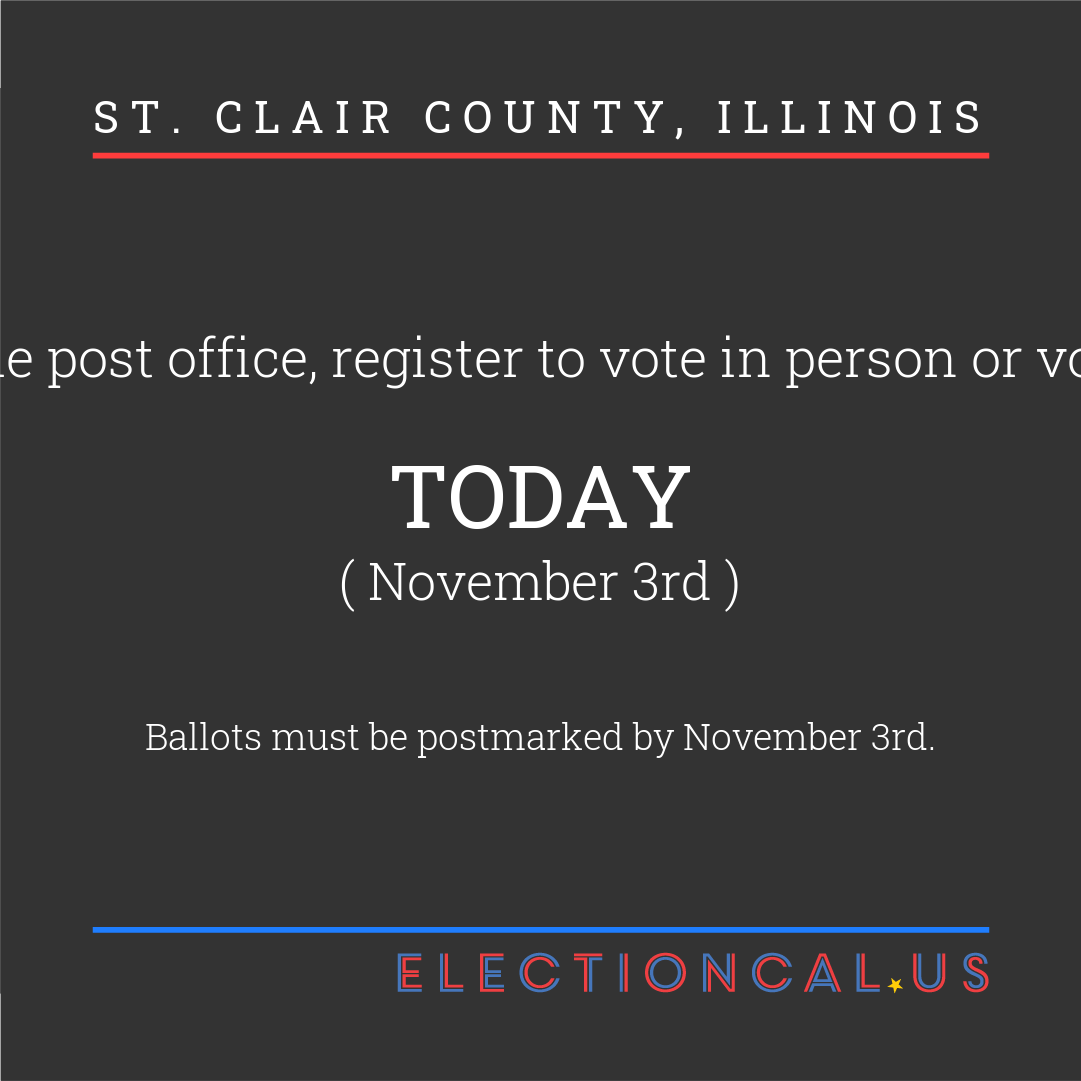 ST. CLAIR COUNTY, ILLINOIS
post office, register to vote in person or
TODAY
( November 3rd )
Ballots must be postmarked by November 3rd.
ELECTIONCAL.US